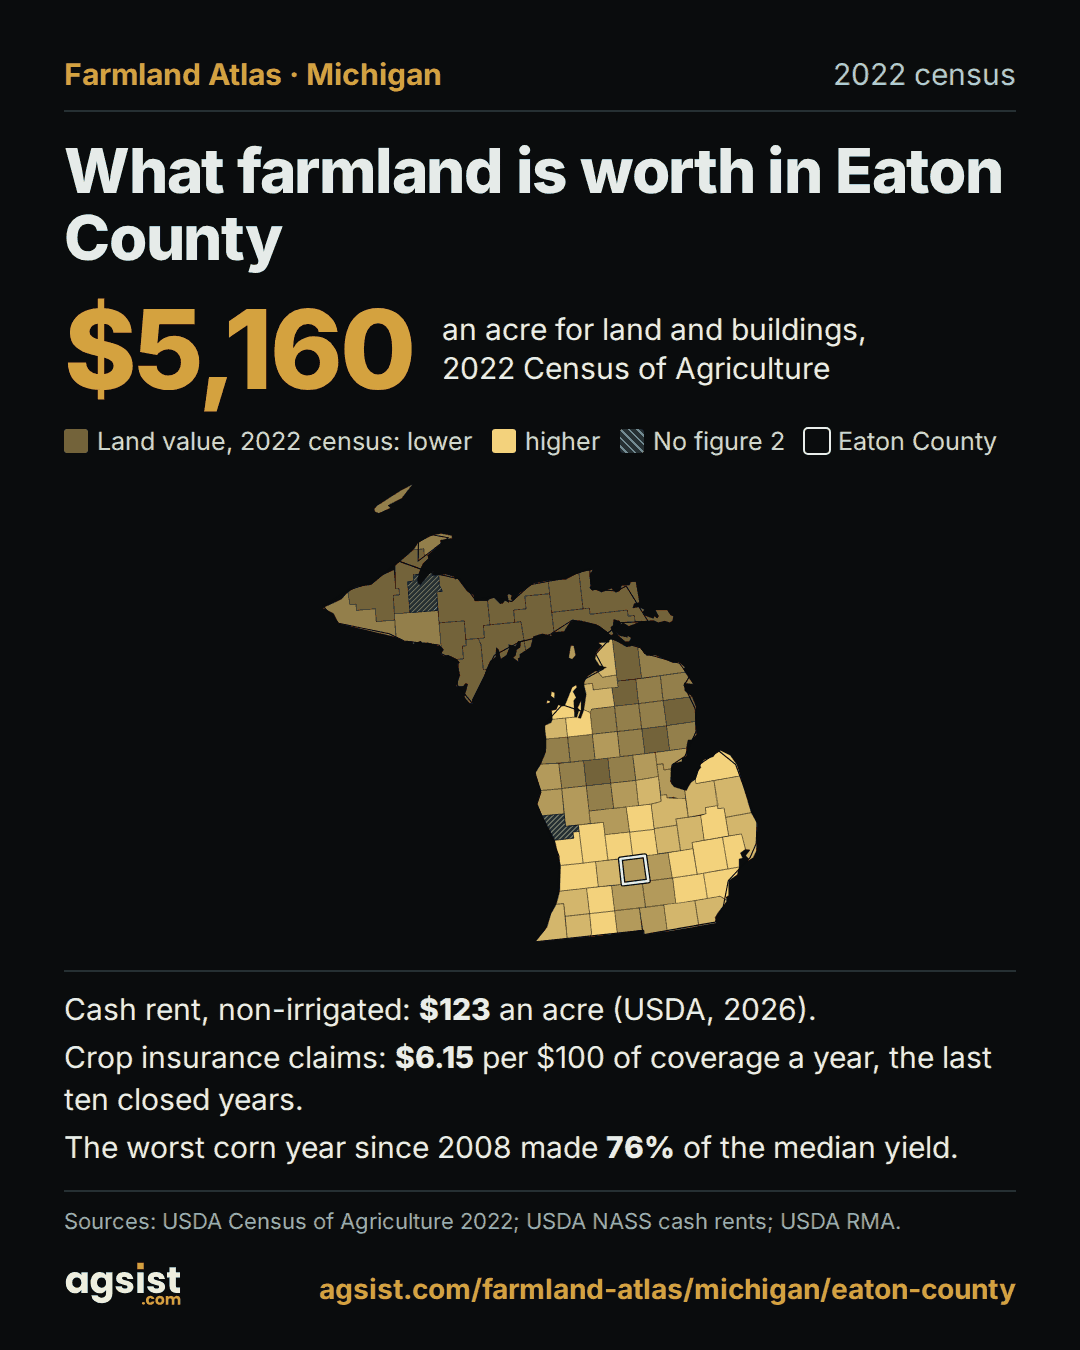 Farmland Atlas · Michigan
2022 census
What farmland is worth in Eaton
County
$5,160
an acre for land and buildings,
2022 Census of Agriculture
Land value, 2022 census: lower
higher
No figure 2
Eaton County
Cash rent, non-irrigated: $123 an acre (USDA, 2026).
Crop insurance claims: $6.15 per $100 of coverage a year, the last
ten closed years.
The worst corn year since 2008 made 76% of the median yield.
Sources: USDA Census of Agriculture 2022; USDA NASS cash rents; USDA RMA.
agsist
.com
agsist.com/farmland-atlas/michigan/eaton-county